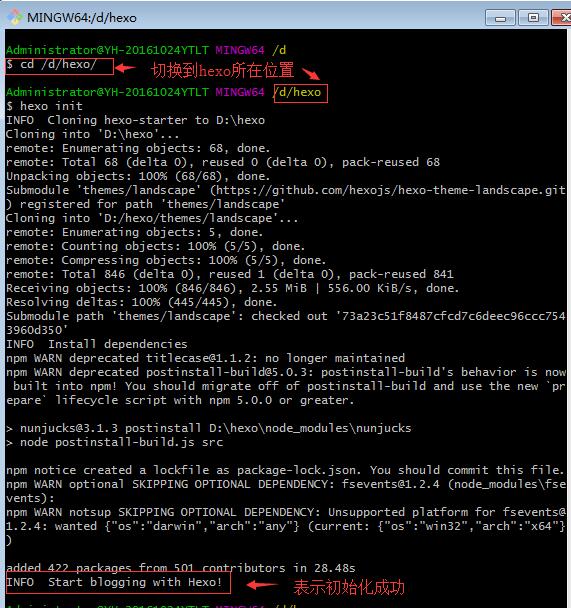 MINGW64:/d/hexo
Administrator@YH-20161024YTLT MINGW64 /d
$ cd /d/hexo/
切换到hexo所在位置
Administrator@YH-20161024YTLT MINGW64 /d/hexo
$ hexo init
INFO  Cloning hexo-starter to D:\hexo
Cloning into 'D:\hexo'...
remote: Enumerating objects: 68, done.
remote: Total 68 (delta 0), reused 0 (delta 0), pack-reused 68
Unpacking objects: 100% (68/68), done.
Submodule 'themes/landscape' (https://github.com/hexojs/hexo-theme-landscape.git
) registered for path 'themes/landscape'
Cloning into 'D:/hexo/themes/landscape'...
remote: Enumerating objects: 5, done.
remote: Counting objects: 100% (5/5), done.
remote: Compressing objects: 100% (5/5), done.
remote: Total 846 (delta 0), reused 1 (delta 0), pack-reused 841
Receiving objects: 100% (846/846), 2.55 MiB | 556.00 KiB/s, done.
Resolving deltas: 100% (445/445), done.
Submodule path 'themes/landscape': checked out '73a23c51f8487cfcd7c6deec96ccc754
3960d350'
INFO  Install dependencies
npm WARN deprecated titlecase@1.1.2: no longer maintained
npm WARN deprecated postinstall-build@5.0.3: postinstall-build's behavior is now
 built into npm! You should migrate off of postinstall-build and use the new `pr
epare` lifecycle script with npm 5.0.0 or greater.
> nunjucks@3.1.3 postinstall D:\hexo\node_modules\nunjucks
> node postinstall-build.js src
npm notice created a lockfile as package-lock.json. You should commit this file.
npm WARN optional SKIPPING OPTIONAL DEPENDENCY: fsevents@1.2.4 (node_modules\fse
vents):
npm WARN notsup SKIPPING OPTIONAL DEPENDENCY: Unsupported platform for fsevents@
1.2.4: wanted {"os":"darwin","arch":"any"} (current: {"os":"win32","arch":"x64"}
)
added 422 packages from 501 contributors in 28.48s
INFO  Start blogging with Hexo!
表示初始化成功